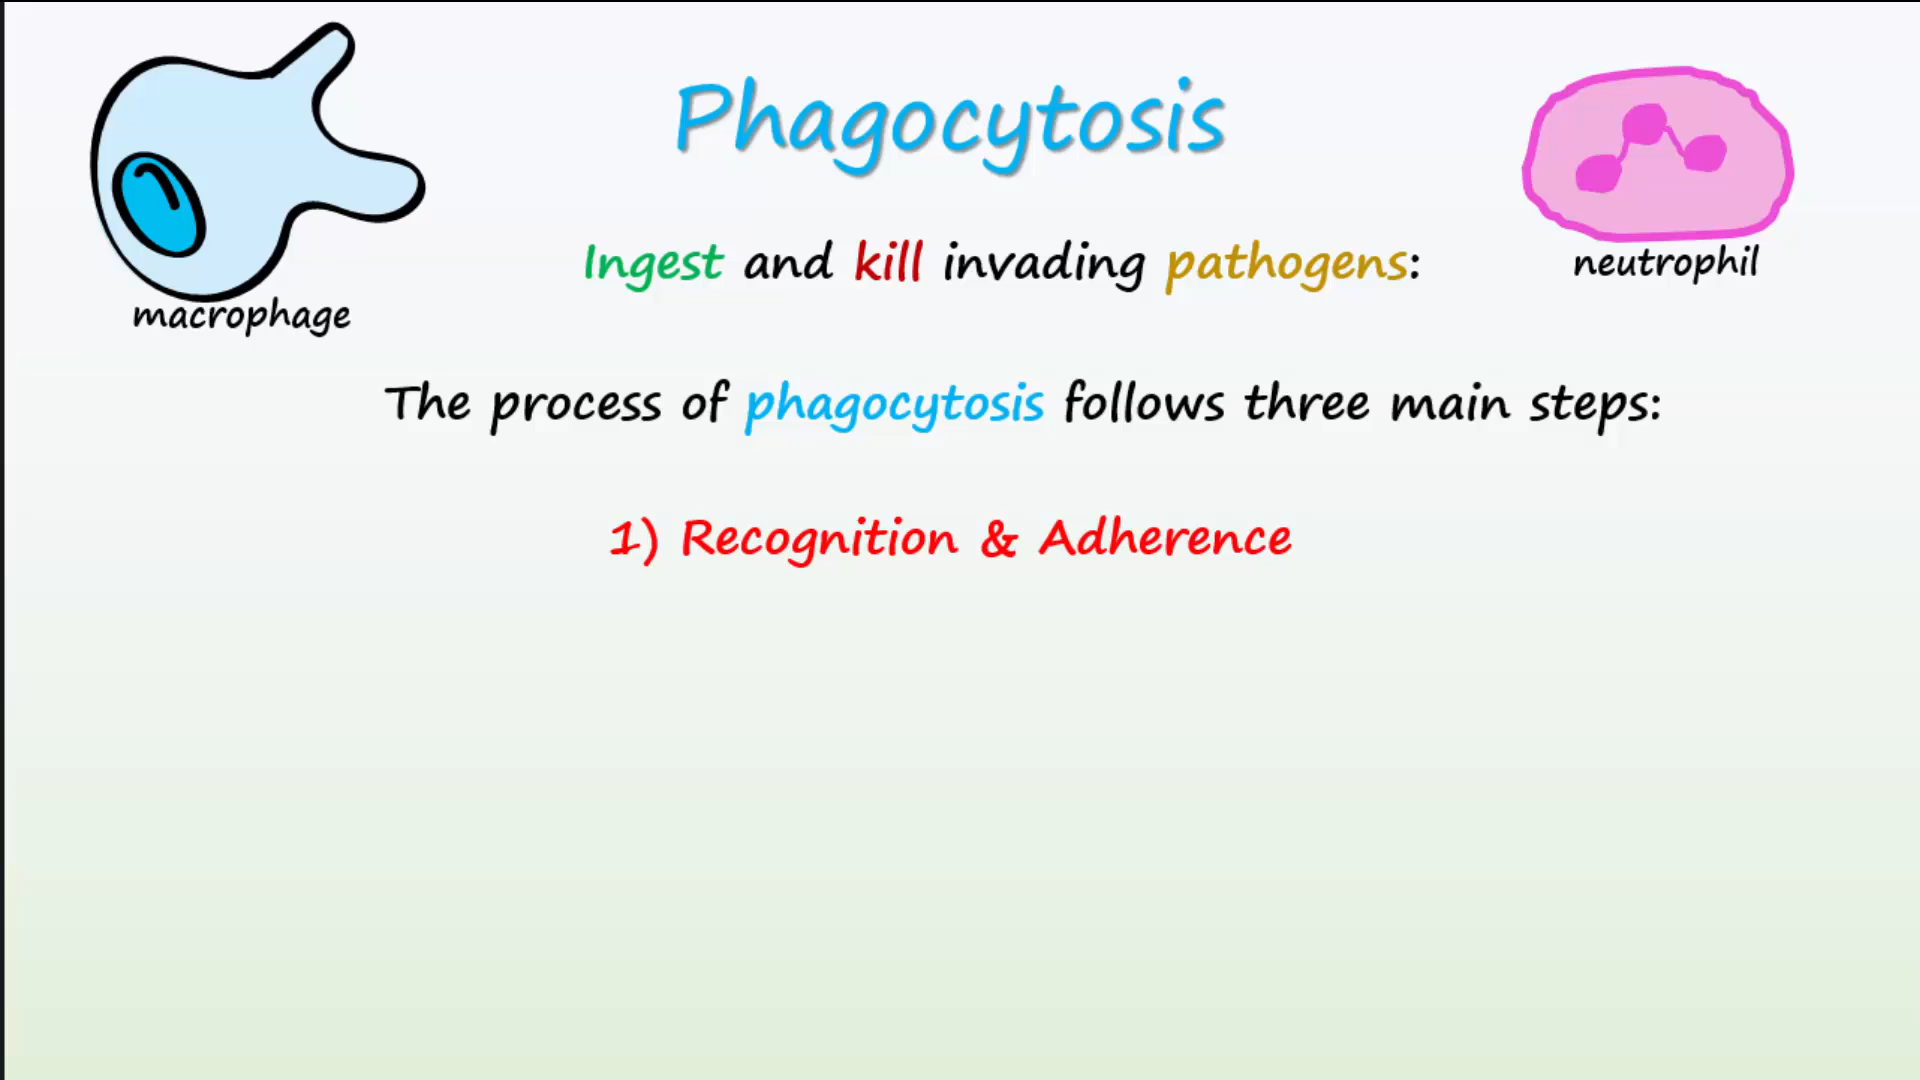 Phagocytosis
Ingest and kill invading pathogens:
neutrophil
macrophage
The process of phagocytosis follows three main steps:
1) Recognition & Adherence